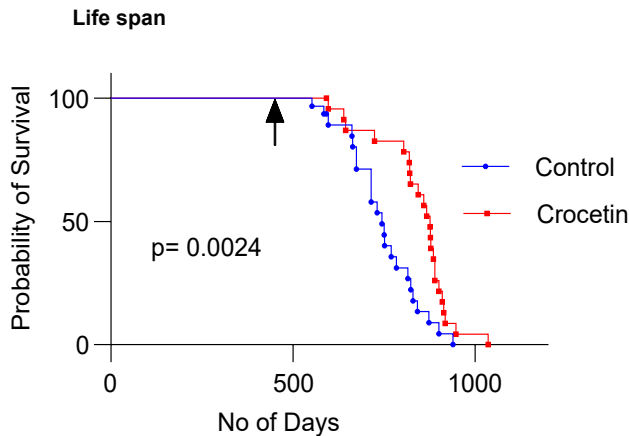 Life span
Probability of Survival
100
50
0
p= 0.0024
Control
Crocetin
0 500 1000
No of Days